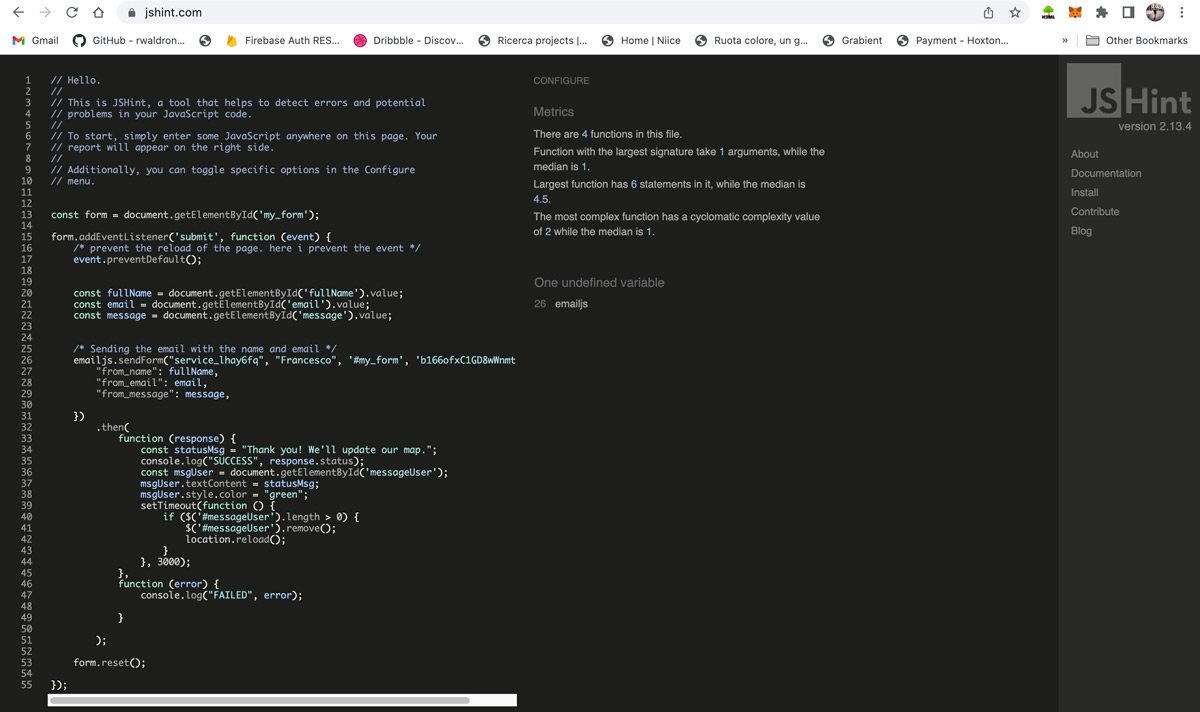 jshint.com
Gmail
GitHub - rwaldron...
Firebase Auth RES...
Dribbble - Discov...
Ricerca projects |...
Home | Niice
Ruota colore, un g...
Grabient
Payment - Hoxton...
»
Other Bookmarks
1 // Hello.
2 //
3 // This is JSHint, a tool that helps to detect errors and potential
4 // problems in your JavaScript code.
5 //
6 // To start, simply enter some JavaScript anywhere on this page. Your
7 // report will appear on the right side.
8 //
9 // Additionally, you can toggle specific options in the Configure
10 // menu.
11
12
13 const form = document.getElementById('my_form');
14
15 form.addEventListener('submit', function (event) {
16 /* prevent the reload of the page. here i prevent the event */
17 event.preventDefault();
18
19
20 const fullName = document.getElementById('fullName').value;
21 const email = document.getElementById('email').value;
22 const message = document.getElementById('message').value;
23
24
25 /* Sending the email with the name and email */
26 emailjs.sendForm("service_lhay6fq", "Francesco", '#my_form', 'b166ofxC1GD8wWnmt
27 "from_name": fullName,
28 "from_email": email,
29 "from_message": message,
30
31 })
32 .then(
33 function (response) {
34 const statusMsg = "Thank you! We'll update our map.";
35 console.log("SUCCESS", response.status);
36 const msgUser = document.getElementById('messageUser');
37 msgUser.textContent = statusMsg;
38 msgUser.style.color = "green";
39 setTimeout(function () {
40 if ($('#messageUser').length > 0) {
41 $('#messageUser').remove();
42 location.reload();
43 }
44 }, 3000);
45 },
46 function (error) {
47 console.log("FAILED", error);
48
49 }
50
51 );
52
53 form.reset();
54
55 });
CONFIGURE
Metrics
There are 4 functions in this file.
Function with the largest signature take 1 arguments, while the
median is 1.
Largest function has 6 statements in it, while the median is
4.5.
The most complex function has a cyclomatic complexity value
of 2 while the median is 1.
One undefined variable
26 emailjs
JSHint
version 2.13.4
About
Documentation
Install
Contribute
Blog